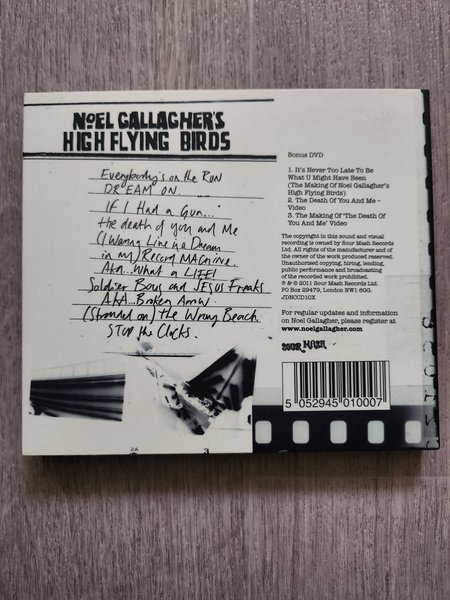 NOEL GALLAGHER'S
HIGH FLYING BIRDS
Everybody's on the RUN
DREAM ON.
IF I Had a Gun...
the death of you and Me
(I Wanna Live in a Dream
in my) Record MACHINE.
AKA...What a LIFE!
Soldier Boys and JESUS Freaks
AKA...Broken Arrow.
(Stranded on) the Wrong Beach
STOP the Clocks.
Bonus DVD
1. It's Never Too Late To Be
What U Might Have Been
(The Making Of Noel Gallagher's
High Flying Birds)
2. The Death Of You And Me –
Video
3. The Making Of 'The Death Of
You And Me' Video
The copyright in this sound and visual
recording is owned by Sour Mash Records
Ltd. All rights of the manufacturer and of
the owner of the work produced reserved.
Unauthorised copying, hiring, lending,
public performance and broadcasting
of the recorded work prohibited.
℗ & © 2011 Sour Mash Records Ltd.
PO Box 29479, London NW1 6GG.
JDNCCD10X
For regular updates and information
on Noel Gallagher, please register at
www.noelgallagher.com
SOUR MASH
5 052945 010007
2A 3